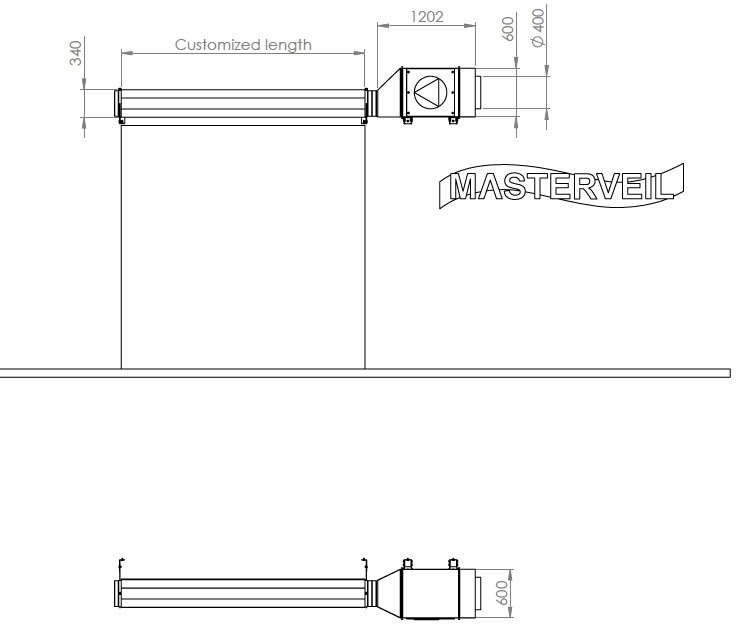 1202
Customized length
340
600
Ø 400
MASTERVEIL
600